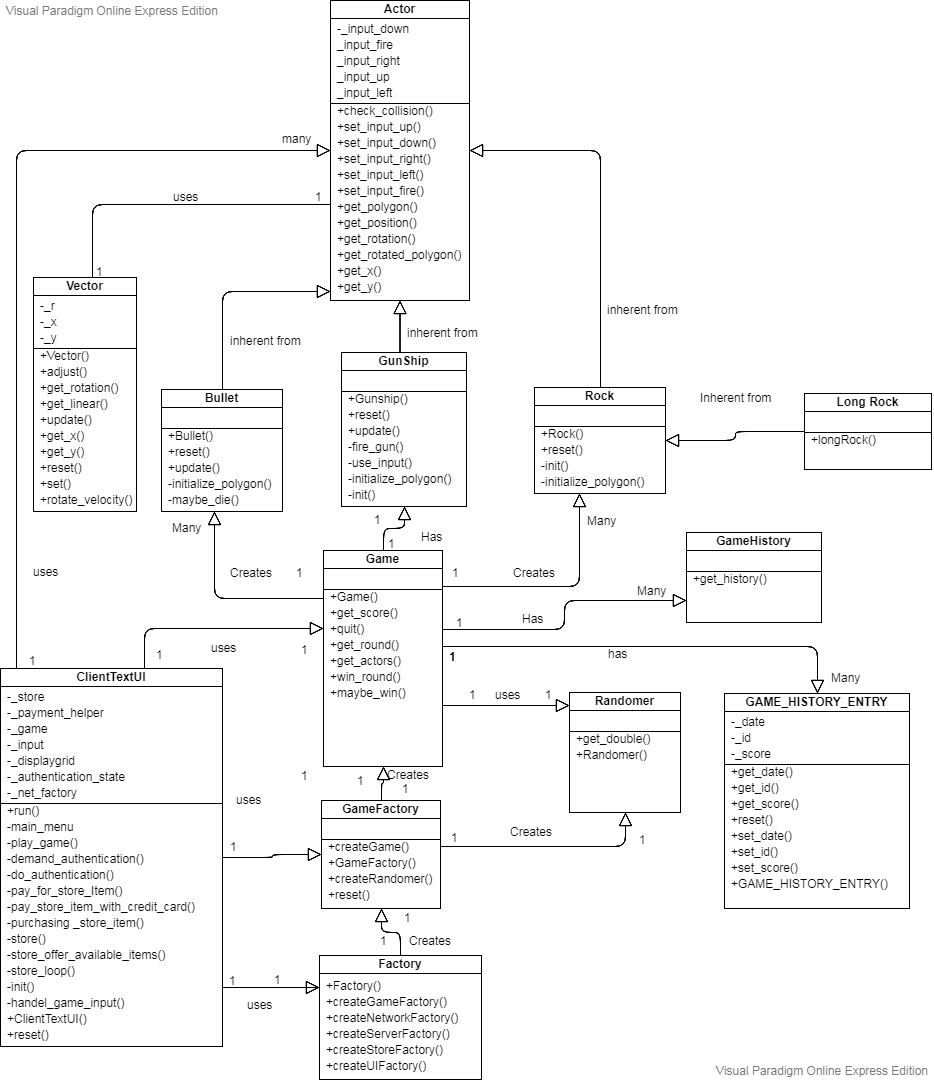 Visual Paradigm Online Express Edition
Actor
-_input_down
_input_fire
_input_right
_input_up
_input_left
+check_collision()
+set_input_up()
+set_input_down()
+set_input_right()
+set_input_left()
+set_input_fire()
+get_polygon()
+get_position()
+get_rotation()
+get_rotated_polygon()
+get_x()
+get_y()
many
uses
1
1
Vector
-_r
-_x
-_y
+Vector()
+adjust()
+get_rotation()
+get_linear()
+update()
+get_x()
+get_y()
+reset()
+set()
+rotate_velocity()
inherent from
Bullet
+Bullet()
+reset()
+update()
-initialize_polygon()
-maybe_die()
inherent from
GunShip
+Gunship()
+reset()
+update()
-fire_gun()
-use_input()
-initialize_polygon()
-init()
inherent from
Rock
+Rock()
+reset()
-init()
-initialize_polygon()
Inherent from
Long Rock
+longRock()
Many
Creates
1
1
1
Has
Many
1
Creates
Game
+Game()
+get_score()
+quit()
+get_round()
+get_actors()
+win_round()
+maybe_win()
GameHistory
+get_history()
Many
1
Has
uses
1
uses
1
1
1
has
Many
1
uses
1
Randomer
+get_double()
+Randomer()
GAME_HISTORY_ENTRY
-_date
-_id
-_score
+get_date()
+get_id()
+get_score()
+reset()
+set_date()
+set_id()
+set_score()
+GAME_HISTORY_ENTRY()
ClientTextUI
-_store
-_payment_helper
-_game
-_input
-_displaygrid
-_authentication_state
-_net_factory
+run()
-main_menu
-play_game()
-demand_authentication()
-do_authentication()
-pay_for_store_Item()
-pay_store_item_with_credit_card()
-purchasing _store_item()
-store()
-store_offer_available_items()
-store_loop()
-init()
-handel_game_input()
+ClientTextUI()
+reset()
1
1
Creates
1
uses
1
GameFactory
+createGame()
+GameFactory()
+createRandomer()
+reset()
1
Creates
1
1
1
Creates
1
1
uses
Factory
+Factory()
+createGameFactory()
+createNetworkFactory()
+createServerFactory()
+createStoreFactory()
+createUIFactory()
Visual Paradigm Online Express Edition